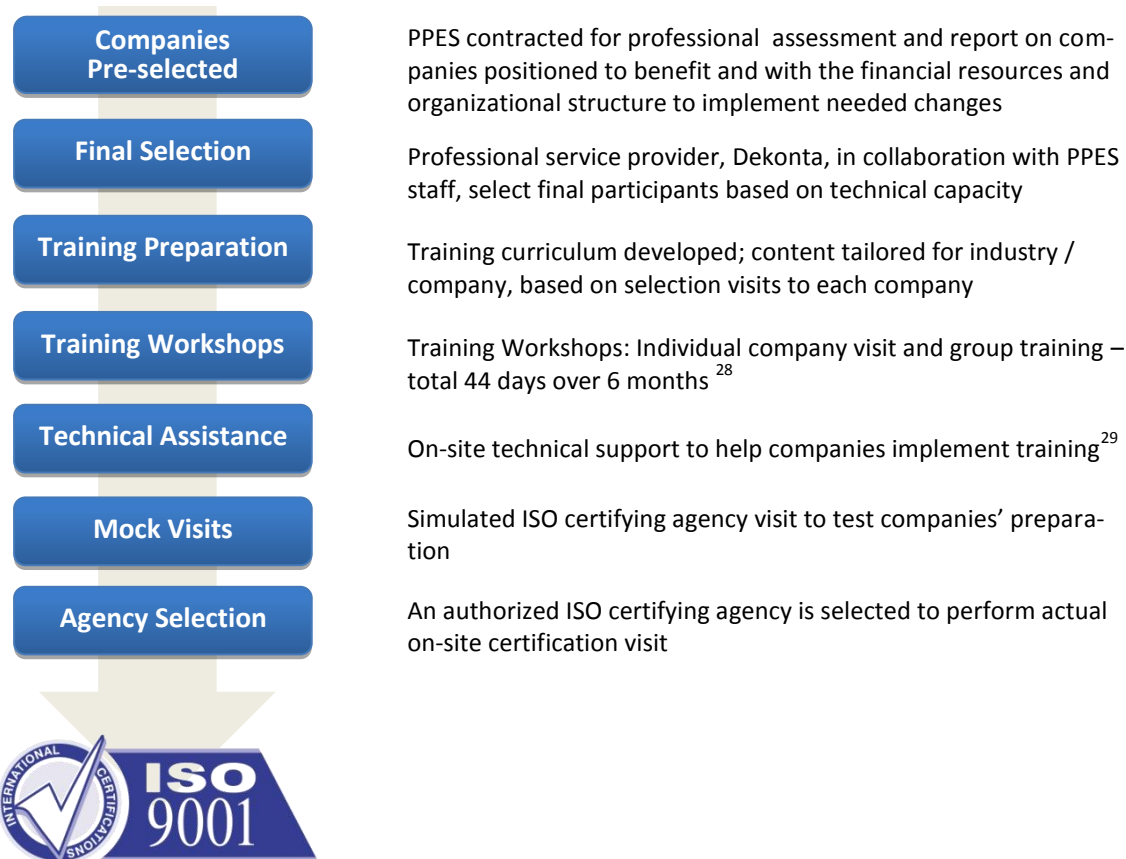 Companies
Pre-selected
PPES contracted for professional assessment and report on com-
panies positioned to benefit and with the financial resources and
organizational structure to implement needed changes
Final Selection
Professional service provider, Dekonta, in collaboration with PPES
staff, select final participants based on technical capacity
Training Preparation
Training curriculum developed; content tailored for industry /
company, based on selection visits to each company
Training Workshops
Training Workshops: Individual company visit and group training –
total 44 days over 6 months 28
Technical Assistance
On-site technical support to help companies implement training29
Mock Visits
Simulated ISO certifying agency visit to test companies’ prepara-
tion
Agency Selection
An authorized ISO certifying agency is selected to perform actual
on-site certification visit
INTERNATIONAL
CERTIFICATIONS
ISO
9001